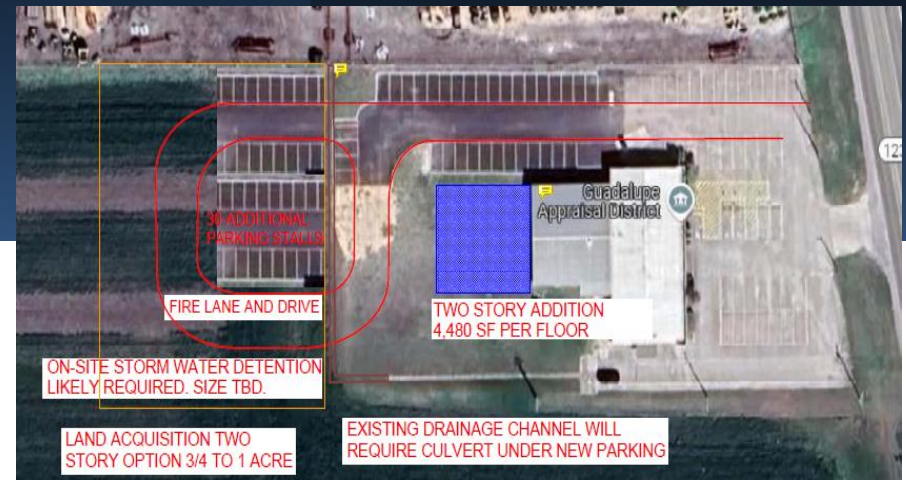 123
Guadalupe
Appraisal District
30 ADDITIONAL
PARKING STALLS
FIRE LANE AND DRIVE
TWO STORY ADDITION
4,480 SF PER FLOOR
ON-SITE STORM WATER DETENTION
LIKELY REQUIRED. SIZE TBD.
EXISTING DRAINAGE CHANNEL WILL
REQUIRE CULVERT UNDER NEW PARKING
LAND ACQUISITION TWO
STORY OPTION 3/4 TO 1 ACRE